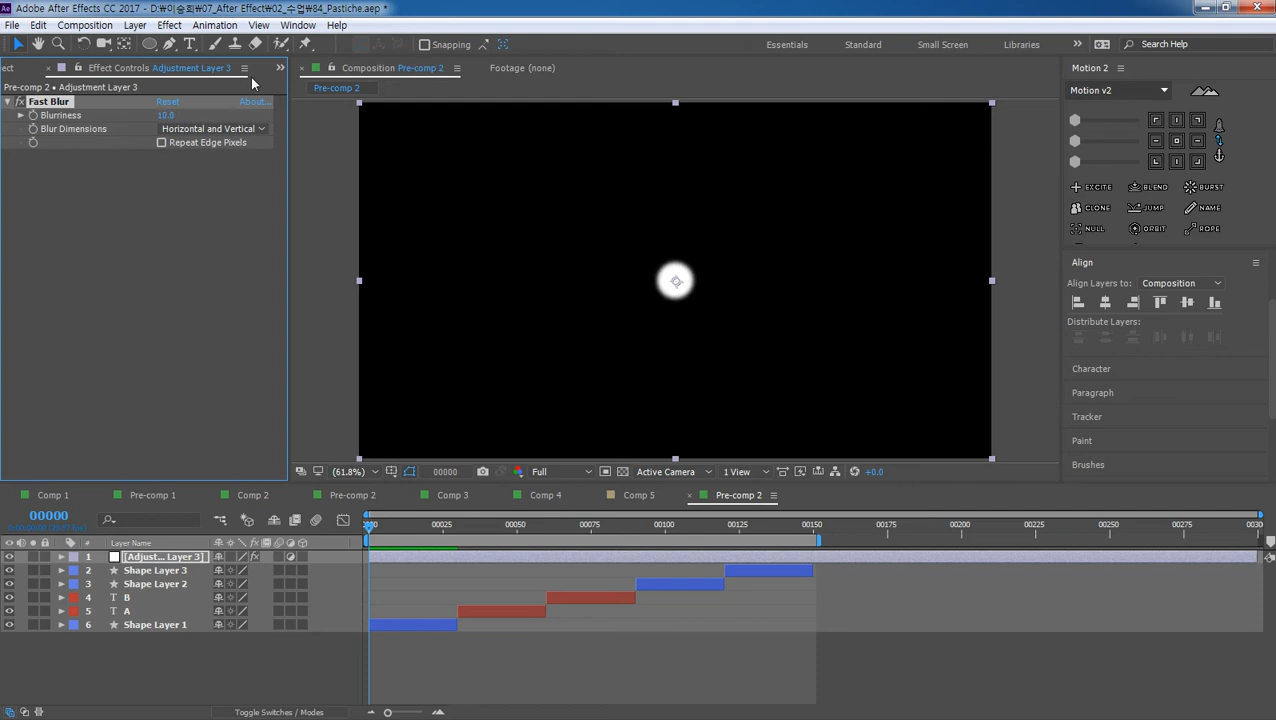 Adobe After Effects CC 2017 - D:\이승희\07_After Effect\02_수업\84_Pastiche.aep *
File Edit Composition Layer Effect Animation View Window Help
Snapping Essentials Standard Small Screen Libraries Search Help
ect Effect Controls Adjustment Layer 3 Composition Pre-comp 2 Footage (none) Motion 2
Pre-comp 2 • Adjustment Layer 3 Pre-comp 2 Motion v2
fx Fast Blur Reset About...
Blurriness 10.0
Blur Dimensions Horizontal and Vertical
Repeat Edge Pixels
EXCITE BLEND BURST
CLONE JUMP NAME
NULL ORBIT ROPE
Align
Align Layers to: Composition
Distribute Layers:
Character
Paragraph
Tracker
Paint
Brushes
(61.8%) 00000 Full Active Camera 1 View +0.0
Comp 1 Pre-comp 1 Comp 2 Pre-comp 2 Comp 3 Comp 4 Comp 5 Pre-comp 2
00000
00025 00050 00075 00100 00125 00150 00175 00200 00225 00250 00275
# Layer Name
1 [Adjust... Layer 3]
2 Shape Layer 3
3 Shape Layer 2
4 T B
5 T A
6 Shape Layer 1
Toggle Switches / Modes